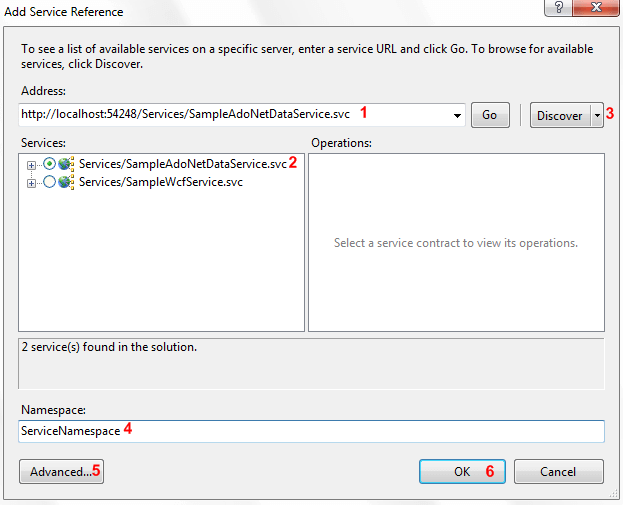 Add Service Reference
?
To see a list of available services on a specific server, enter a service URL and click Go. To browse for available
services, click Discover.
Address:
http://localhost:54248/Services/SampleAdoNetDataService.svc 1 Go Discover 3
Services: Operations:
Services/SampleAdoNetDataService.svc 2
Services/SampleWcfService.svc
Select a service contract to view its operations.
2 service(s) found in the solution.
Namespace:
ServiceNamespace 4
Advanced... 5 OK 6 Cancel